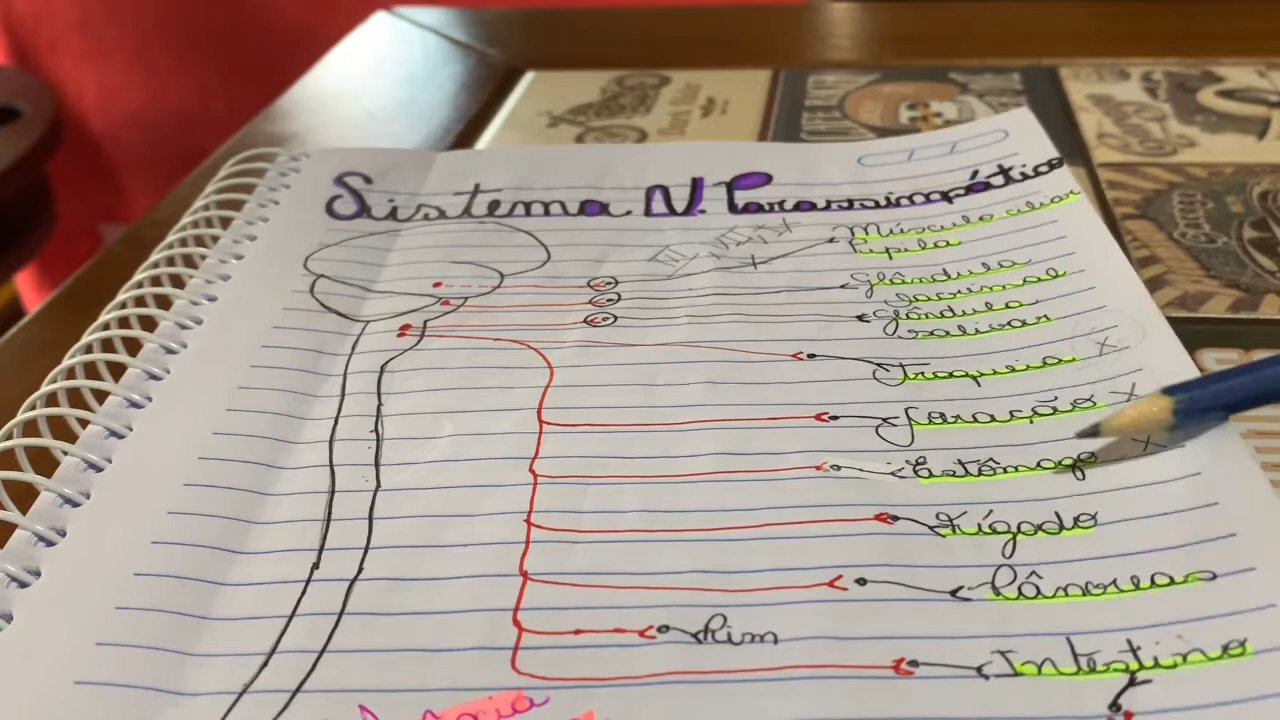 Sistema N. Parassimpático
III, VII, IX, X
Músculo ciliar
Pupila
Glândula
Lacrimal
Glândula
salivar
Traqueia X
Coração X
Estômago X
Fígado
Pâncreas
Rim
Intestino